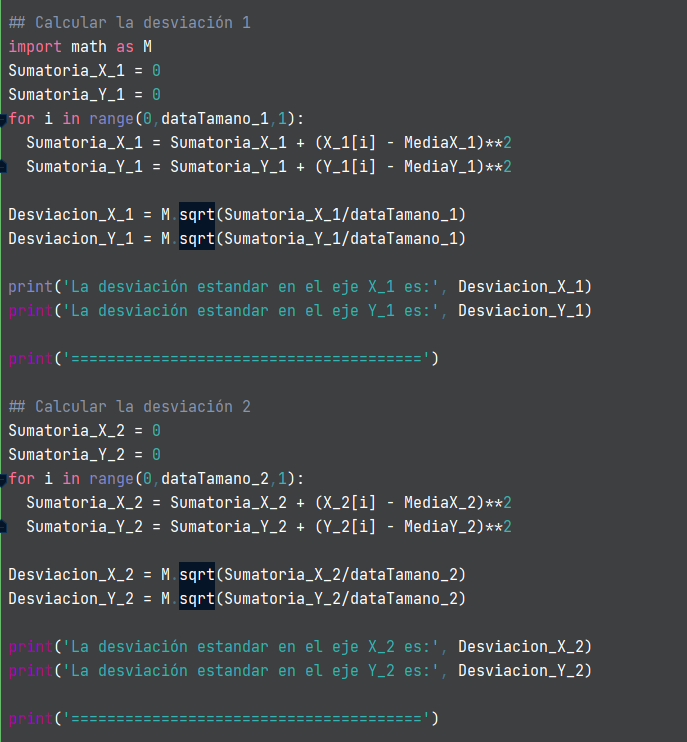 ## Calcular la desviación 1
import math as M
Sumatoria_X_1 = 0
Sumatoria_Y_1 = 0
for i in range(0,dataTamano_1,1):
  Sumatoria_X_1 = Sumatoria_X_1 + (X_1[i] - MediaX_1)**2
  Sumatoria_Y_1 = Sumatoria_Y_1 + (Y_1[i] - MediaY_1)**2

Desviacion_X_1 = M.sqrt(Sumatoria_X_1/dataTamano_1)
Desviacion_Y_1 = M.sqrt(Sumatoria_Y_1/dataTamano_1)

print('La desviación estandar en el eje X_1 es:', Desviacion_X_1)
print('La desviación estandar en el eje Y_1 es:', Desviacion_Y_1)

print('=======================================')

## Calcular la desviación 2
Sumatoria_X_2 = 0
Sumatoria_Y_2 = 0
for i in range(0,dataTamano_2,1):
  Sumatoria_X_2 = Sumatoria_X_2 + (X_2[i] - MediaX_2)**2
  Sumatoria_Y_2 = Sumatoria_Y_2 + (Y_2[i] - MediaY_2)**2

Desviacion_X_2 = M.sqrt(Sumatoria_X_2/dataTamano_2)
Desviacion_Y_2 = M.sqrt(Sumatoria_Y_2/dataTamano_2)

print('La desviación estandar en el eje X_2 es:', Desviacion_X_2)
print('La desviación estandar en el eje Y_2 es:', Desviacion_Y_2)

print('=======================================')